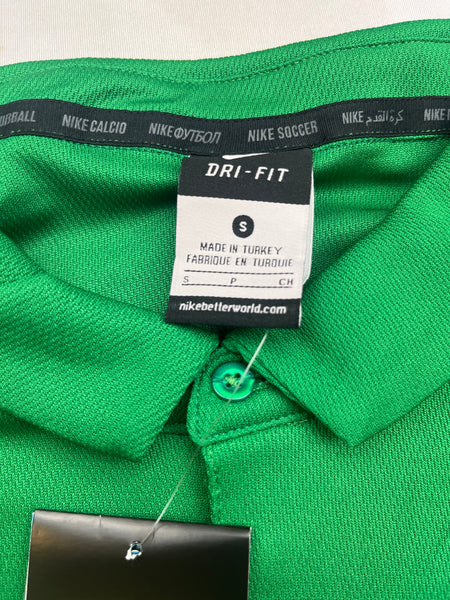 NIKE CALCIO NIKE ФУТБОЛ NIKE SOCCER NIKE كرة القدم
DRI-FIT
S
MADE IN TURKEY
FABRIQUE EN TURQUIE
S P CH
nikebetterworld.com